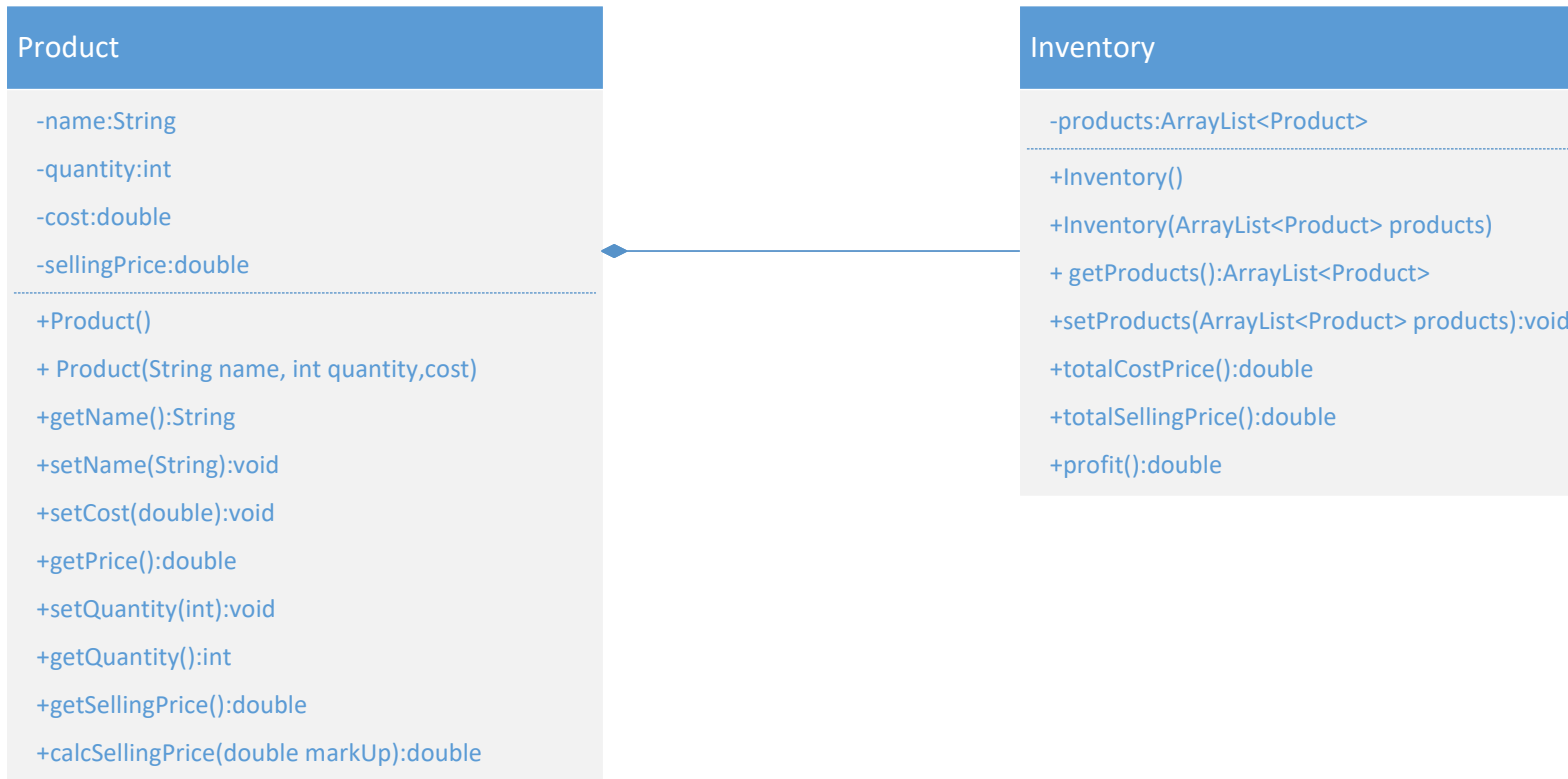 Product
-name:String
-quantity:int
-cost:double
-sellingPrice:double
+Product()
+ Product(String name, int quantity,cost)
+getName():String
+setName(String):void
+setCost(double):void
+getPrice():double
+setQuantity(int):void
+getQuantity():int
+getSellingPrice():double
+calcSellingPrice(double markUp):double
Inventory
-products:ArrayList<Product>
+Inventory()
+Inventory(ArrayList<Product> products)
+ getProducts():ArrayList<Product>
+setProducts(ArrayList<Product> products):void
+totalCostPrice():double
+totalSellingPrice():double
+profit():double